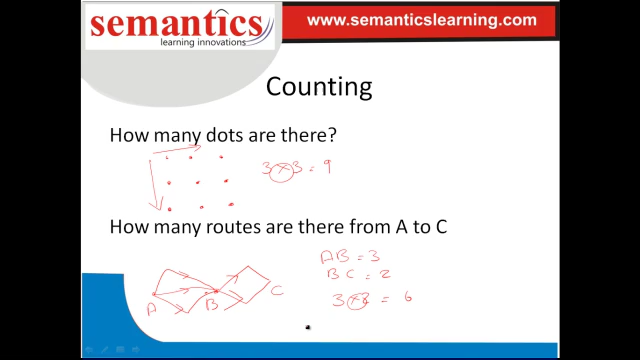 semantics
learning innovations
www.semanticslearning.com
Counting
How many dots are there?
3 × 3 = 9
How many routes are there from A to C
AB = 3
BC = 2
A
B
C
3 × 2 = 6